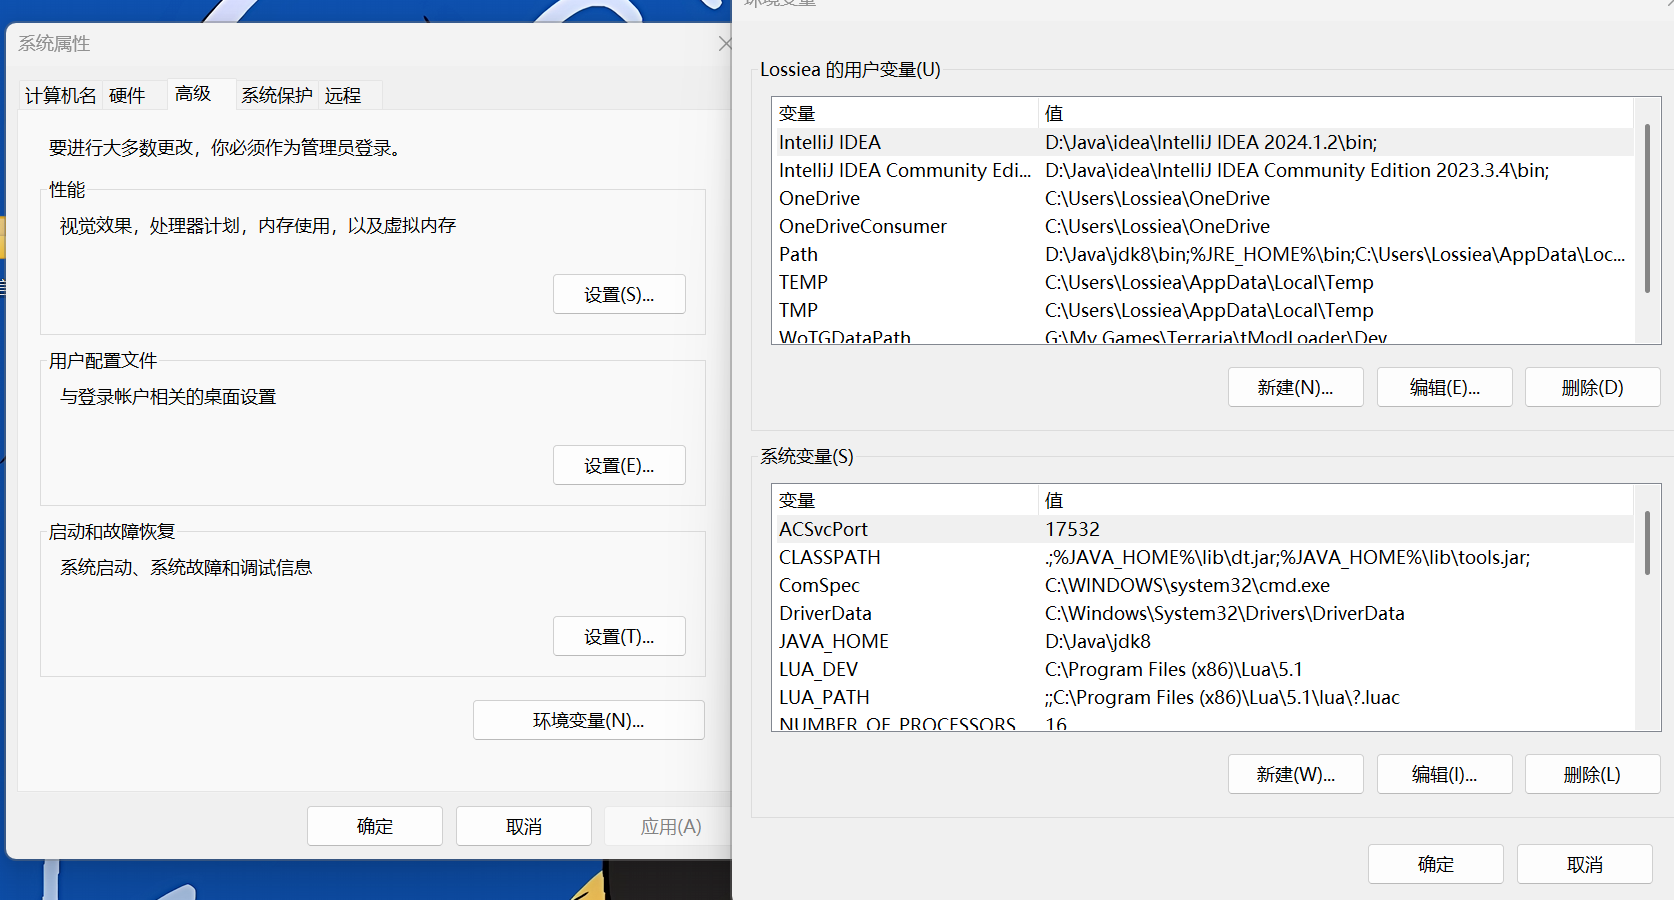 系统属性
计算机名 硬件 高级 系统保护 远程
要进行大多数更改，你必须作为管理员登录。
性能
视觉效果，处理器计划，内存使用，以及虚拟内存
设置(S)...
用户配置文件
与登录帐户相关的桌面设置
设置(E)...
启动和故障恢复
系统启动、系统故障和调试信息
设置(T)...
环境变量(N)...
确定 取消 应用(A)
环境变量
Lossiea 的用户变量(U)
变量 值
IntelliJ IDEA D:\Java\idea\IntelliJ IDEA 2024.1.2\bin;
IntelliJ IDEA Community Edi... D:\Java\idea\IntelliJ IDEA Community Edition 2023.3.4\bin;
OneDrive C:\Users\Lossiea\OneDrive
OneDriveConsumer C:\Users\Lossiea\OneDrive
Path D:\Java\jdk8\bin;%JRE_HOME%\bin;C:\Users\Lossiea\AppData\Loc...
TEMP C:\Users\Lossiea\AppData\Local\Temp
TMP C:\Users\Lossiea\AppData\Local\Temp
WoTGDataPath G:\My Games\Terraria\tModLoader\Dev
新建(N)... 编辑(E)... 删除(D)
系统变量(S)
变量 值
ACSvcPort 17532
CLASSPATH .;%JAVA_HOME%\lib\dt.jar;%JAVA_HOME%\lib\tools.jar;
ComSpec C:\WINDOWS\system32\cmd.exe
DriverData C:\Windows\System32\Drivers\DriverData
JAVA_HOME D:\Java\jdk8
LUA_DEV C:\Program Files (x86)\Lua\5.1
LUA_PATH ;;C:\Program Files (x86)\Lua\5.1\lua\?.luac
NUMBER_OF_PROCESSORS 16
新建(W)... 编辑(I)... 删除(L)
确定 取消